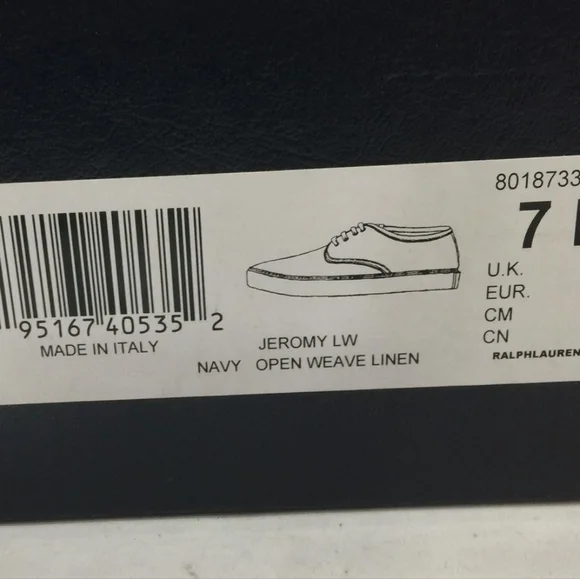 8018733
7
U.K.
EUR.
CM
CN
RALPHLAUREN
95167 40535 2
MADE IN ITALY
JEROMY LW
NAVY OPEN WEAVE LINEN